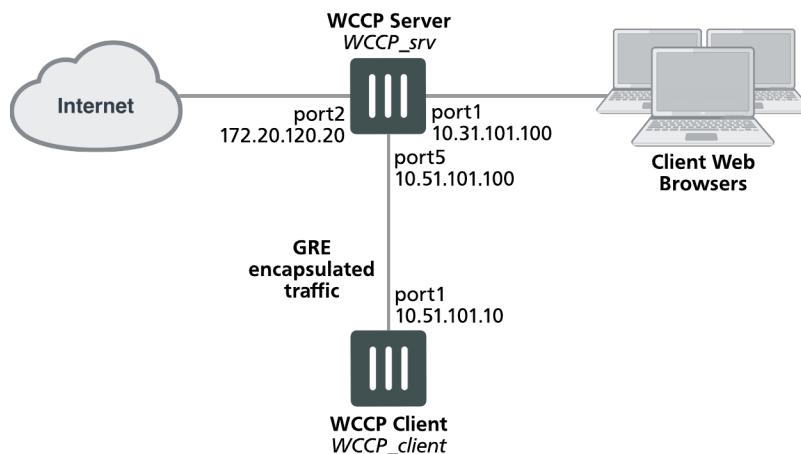 WCCP Server
WCCP_srv
Internet
port2
172.20.120.20
port1
10.31.101.100
port5
10.51.101.100
Client Web
Browsers
GRE
encapsulated
traffic
port1
10.51.101.10
WCCP Client
WCCP_client